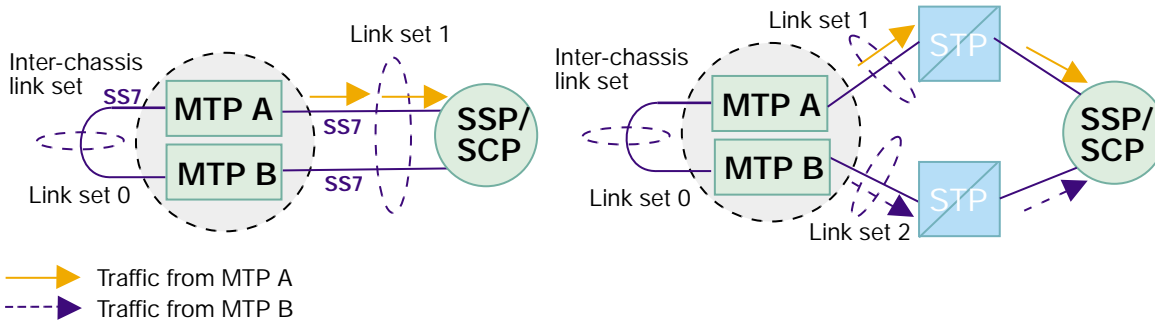 Inter-chassis
link set
SS7
MTP A
MTP B
Link set 0
Link set 1
SS7
SS7
SSP/
SCP
Inter-chassis
link set
MTP A
MTP B
Link set 0
Link set 1
STP
STP
Link set 2
SSP/
SCP
Traffic from MTP A
Traffic from MTP B